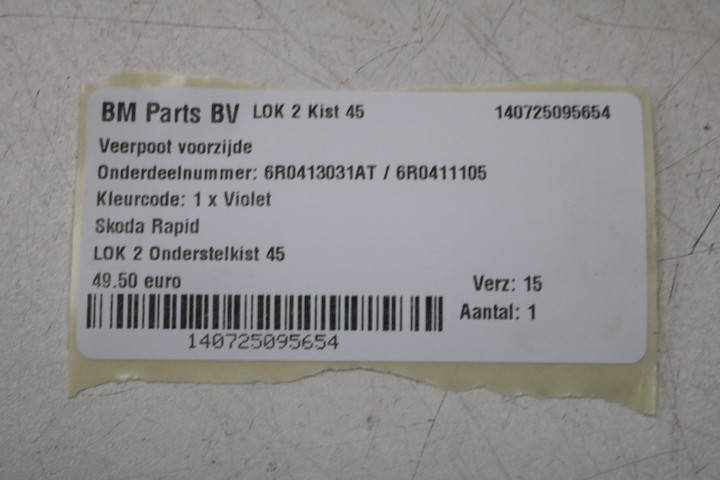 BM Parts BV LOK 2 Kist 45 140725095654
Veerpoot voorzijde
Onderdeelnummer: 6R0413031AT / 6R0411105
Kleurcode: 1 x Violet
Skoda Rapid
LOK 2 Onderstelkist 45
49.50 euro Verz: 15
Aantal: 1
140725095654